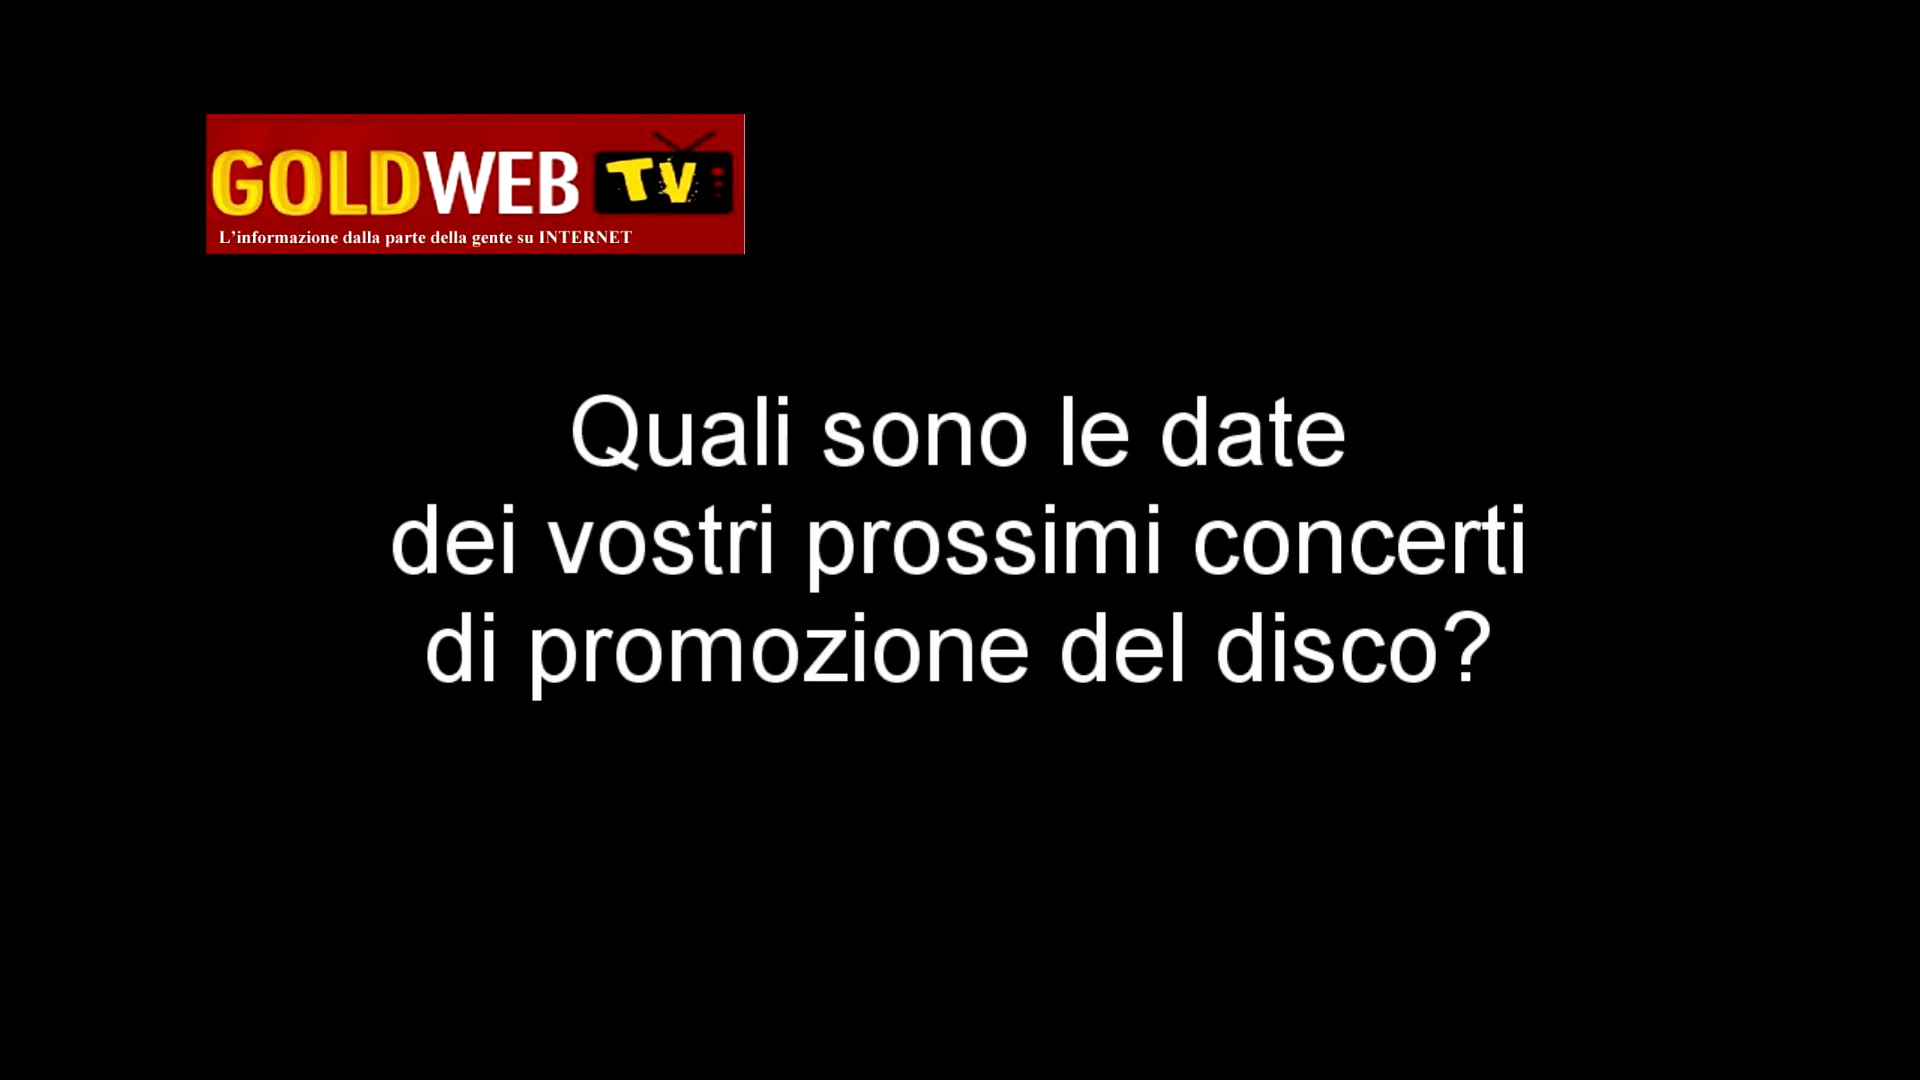 GOLDWEB TV
L'informazione dalla parte della gente su INTERNET
Quali sono le date
dei vostri prossimi concerti
di promozione del disco?